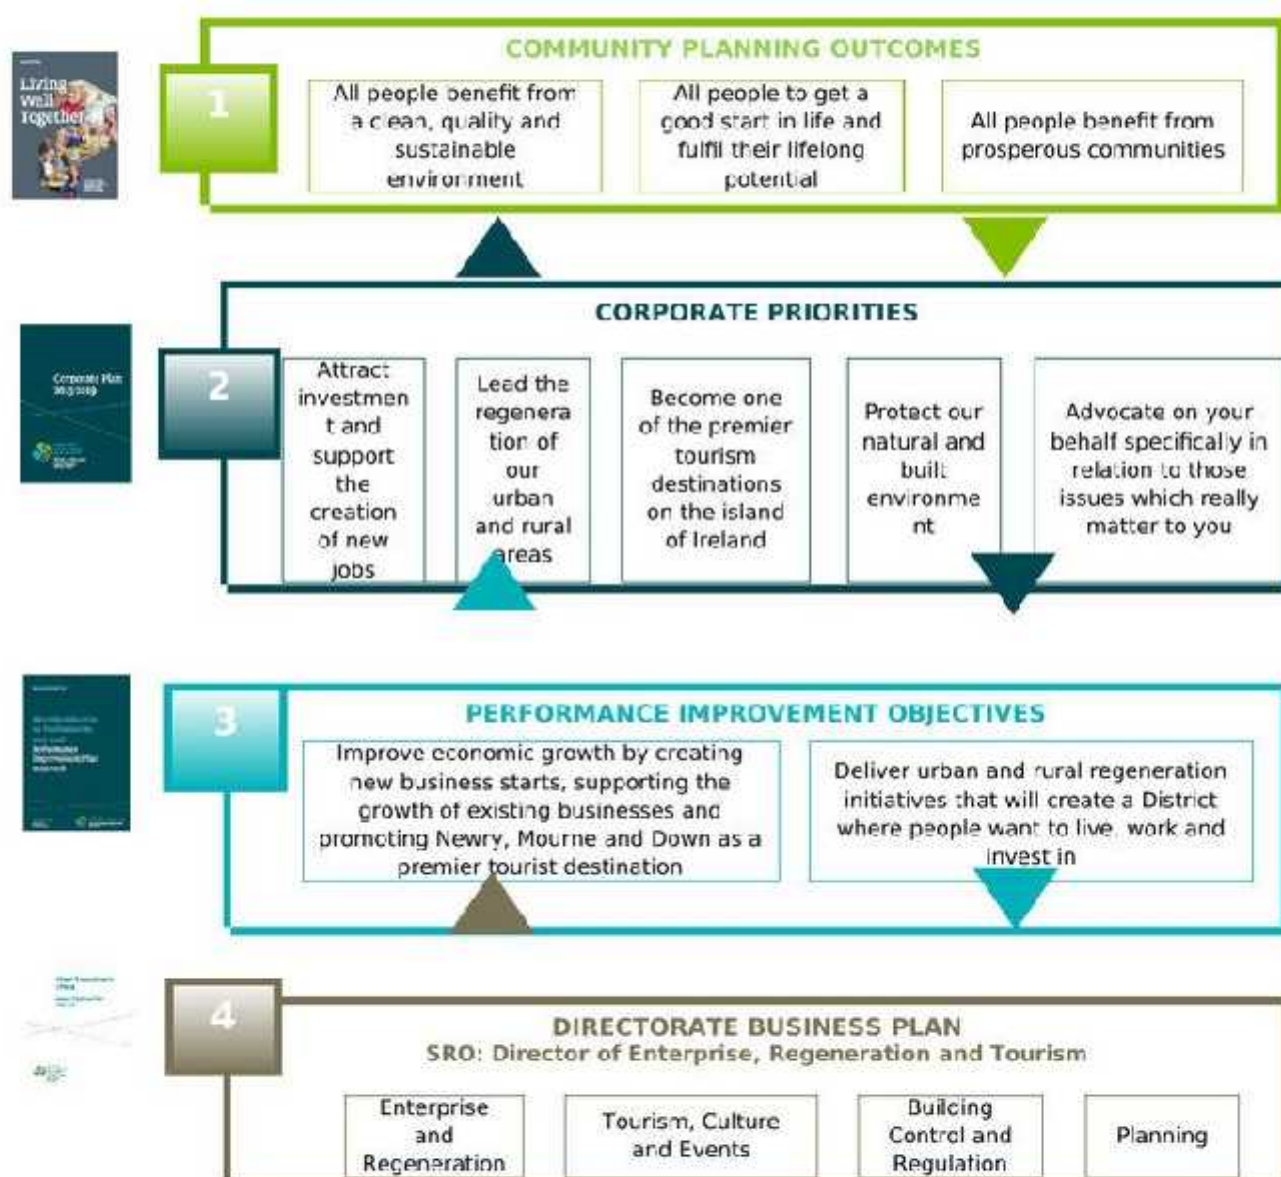 COMMUNITY PLANNING OUTCOMES
Living
Well
Together
1
All people benefit from
a clean, quality and
sustainable
environment
All people to get a
good start in life and
fulfil their lifelong
potential
All people benefit from
prosperous communities
CORPORATE PRIORITIES
Corporate Plan
2
Attract
investmen
t and
support
the
creation
of new
jobs
Lead the
regenera
tion of
our
urban
and rural
areas
Become one
of the premier
tourism
destinations
on the island
of Ireland
Protect our
natural and
built
environme
nt
Advocate on your
behalf specifically in
relation to those
issues which really
matter to you
3
PERFORMANCE IMPROVEMENT OBJECTIVES
Improve economic growth by creating
new business starts, supporting the
growth of existing businesses and
promoting Newry, Mourne and Down as a
premier tourist destination
Deliver urban and rural regeneration
initiatives that will create a District
where people want to live, work and
invest in
4
DIRECTORATE BUSINESS PLAN
SRO: Director of Enterprise, Regeneration and Tourism
Enterprise
and
Regeneration
Tourism, Culture
and Events
Building
Control and
Regulation
Planning